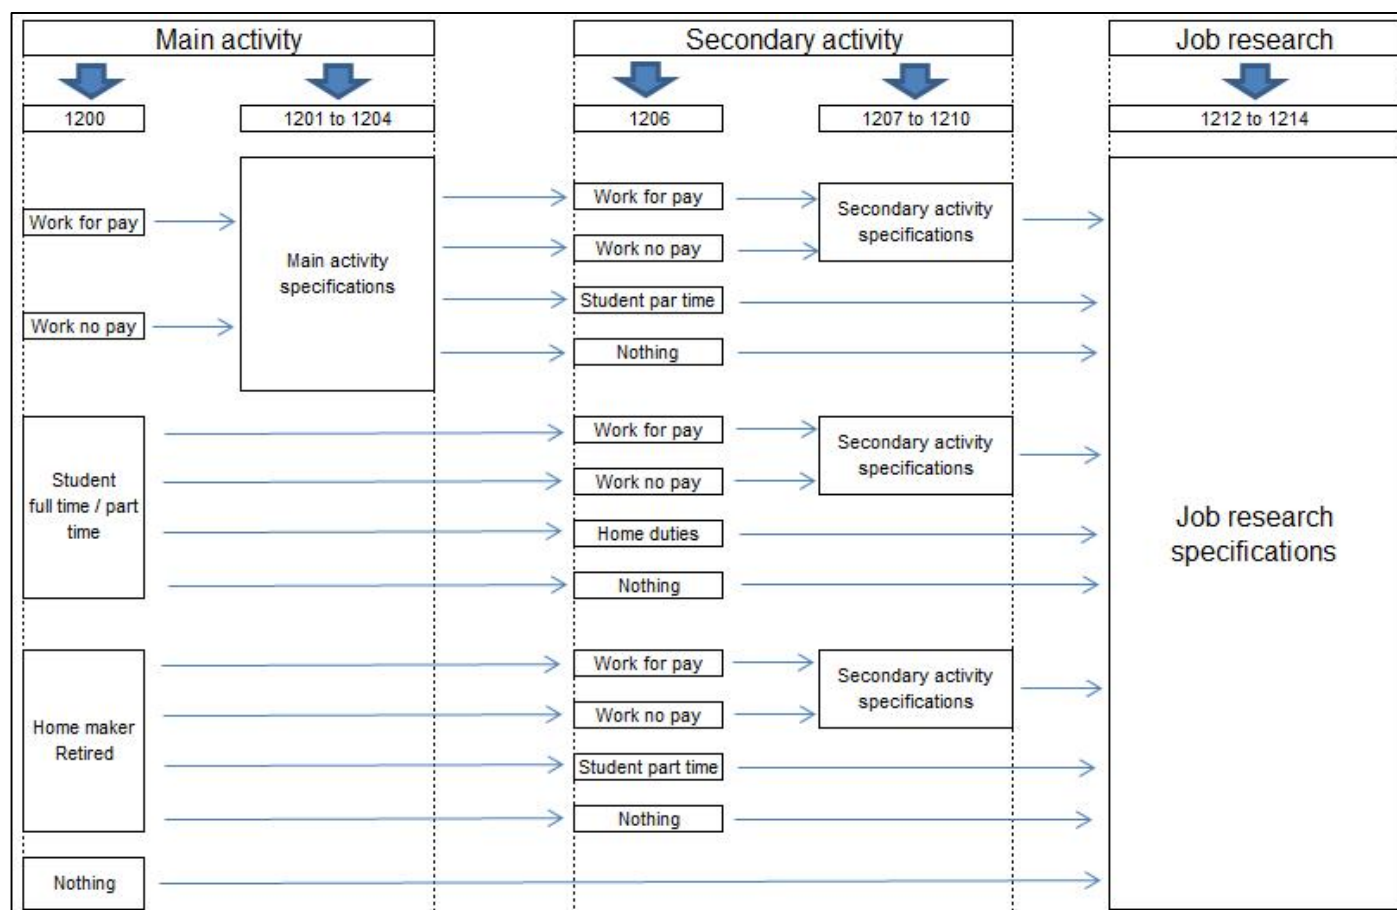 Main activity
Secondary activity
Job research
1200
1201 to 1204
1206
1207 to 1210
1212 to 1214
Work for pay
Work no pay
Main activity
specifications
Work for pay
Work no pay
Student par time
Nothing
Secondary activity
specifications
Student
full time / part
time
Work for pay
Work no pay
Home duties
Nothing
Secondary activity
specifications
Job research
specifications
Home maker
Retired
Work for pay
Work no pay
Student part time
Nothing
Secondary activity
specifications
Nothing